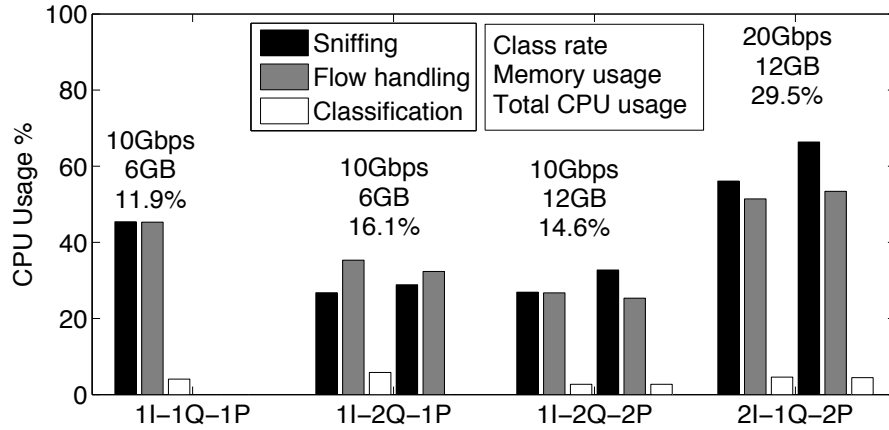 100
80
60
40
20
0
CPU Usage %
Sniffing
Flow handling
Classification
Class rate
Memory usage
Total CPU usage
10Gbps
6GB
11.9%
10Gbps
6GB
16.1%
10Gbps
12GB
14.6%
20Gbps
12GB
29.5%
1I−1Q−1P
1I−2Q−1P
1I−2Q−2P
2I−1Q−2P